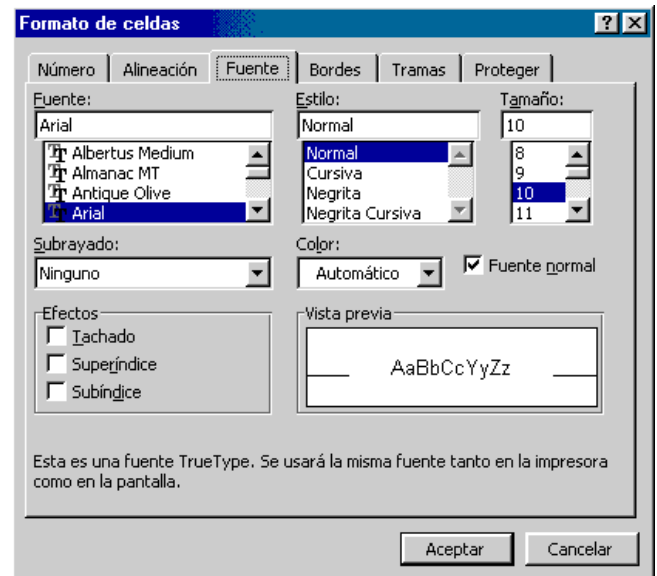 Formato de celdas
Número Alineación Fuente Bordes Tramas Proteger
Fuente: Estilo: Tamaño:
Arial Normal 10
Albertus Medium Normal 8
Almanac MT Cursiva 9
Antique Olive Negrita 10
Arial Negrita Cursiva 11
Subrayado: Color:
Ninguno Automático Fuente normal
Efectos Vista previa
Tachado
Superíndice AaBbCcYyZz
Subíndice
Esta es una fuente TrueType. Se usará la misma fuente tanto en la impresora
como en la pantalla.
Aceptar Cancelar